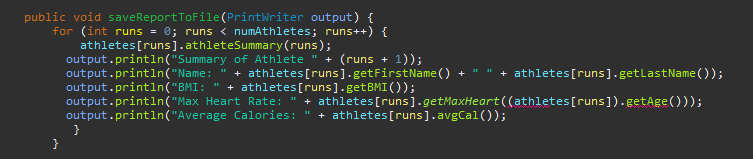 public void saveReportToFile(PrintWriter output) {
for (int runs = 0; runs < numAthletes; runs++) {
athletes[runs].athleteSummary(runs);
output.println("Summary of Athlete " + (runs + 1));
output.println("Name: " + athletes[runs].getFirstName() + " " + athletes[runs].getLastName());
output.println("BMI: " + athletes[runs].getBMI());
output.println("Max Heart Rate: " + athletes[runs].getMaxHeart((athletes[runs]).getAge()));
output.println("Average Calories: " + athletes[runs].avgCal());
}
}